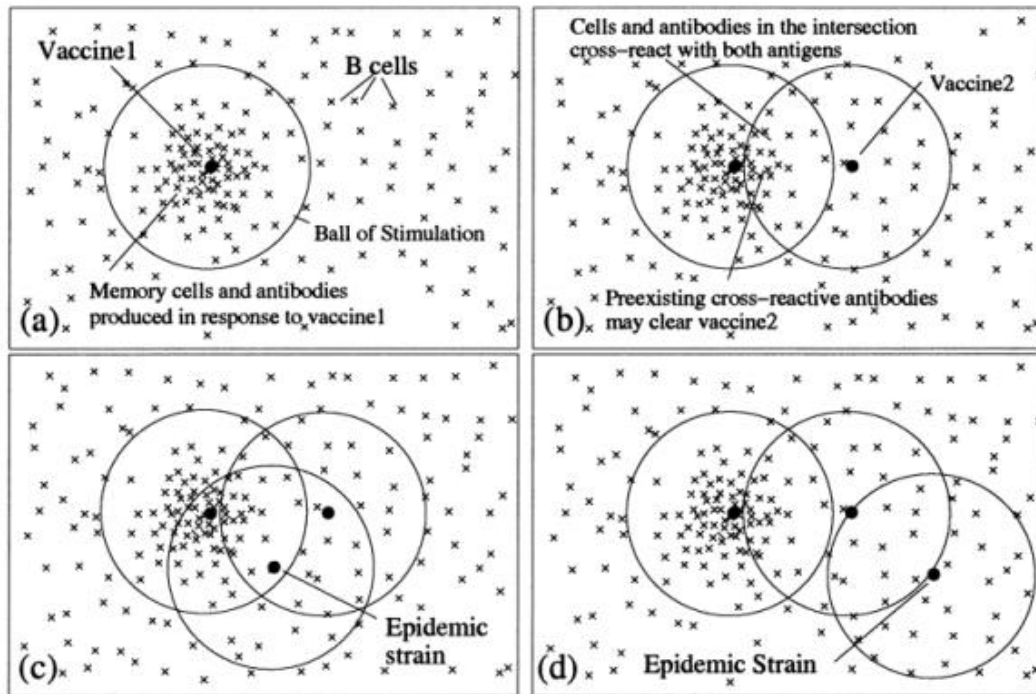 Vaccine1
B cells
Ball of Stimulation
Memory cells and antibodies
produced in response to vaccine1
(a)
Cells and antibodies in the intersection
cross-react with both antigens
Vaccine2
Preexisting cross-reactive antibodies
may clear vaccine2
(b)
Epidemic
strain
(c)
Epidemic Strain
(d)